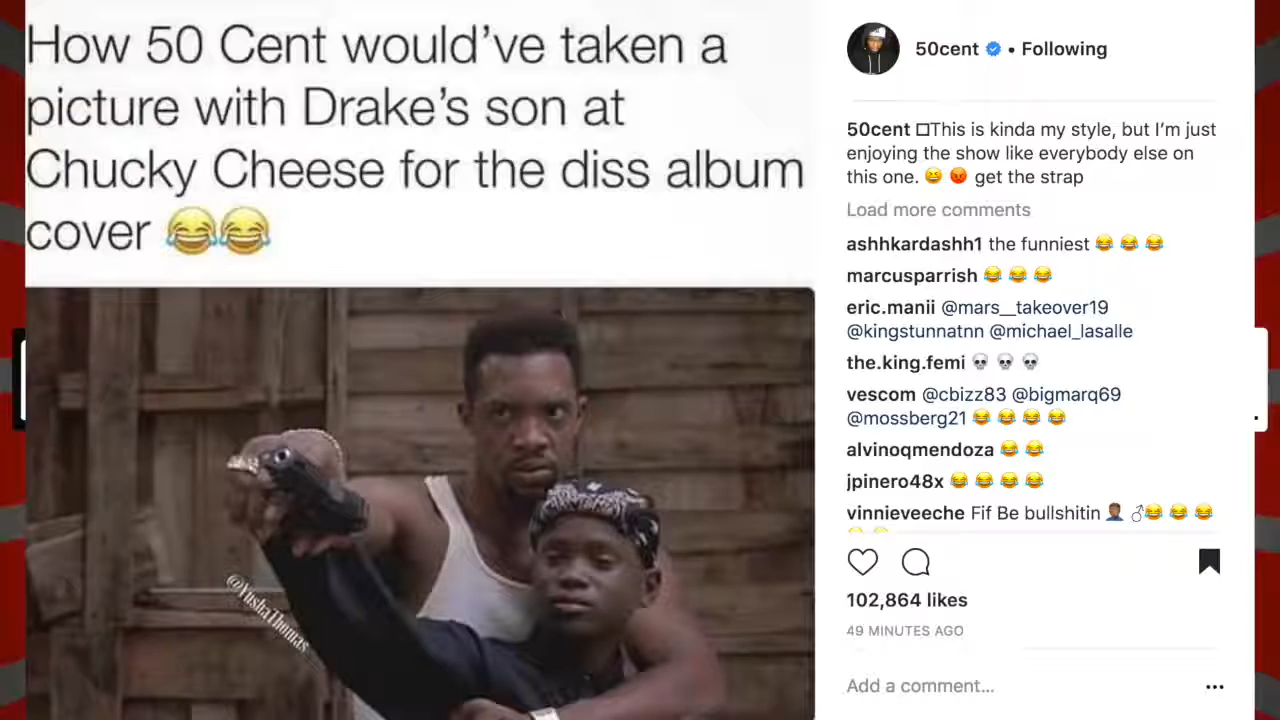 How 50 Cent would’ve taken a
picture with Drake’s son at
Chucky Cheese for the diss album
cover 😂😂
@YushaThomas
50cent • Following
50cent □This is kinda my style, but I’m just
enjoying the show like everybody else on
this one. 😆 😡 get the strap
Load more comments
ashhkardashh1 the funniest 😂 😂 😂
marcusparrish 😂 😂 😂
eric.manii @mars__takeover19
@kingstunnatnn @michael_lasalle
the.king.femi 💀 💀 💀
vescom @cbizz83 @bigmarq69
@mossberg21 😂 😂 😂 😂
alvinoqmendoza 😂 😂
jpinero48x 😂 😂 😂 😂
vinnieveeche Fif Be bullshitin 🤦🏾 ♂😂 😂 😂
102,864 likes
49 MINUTES AGO
Add a comment...